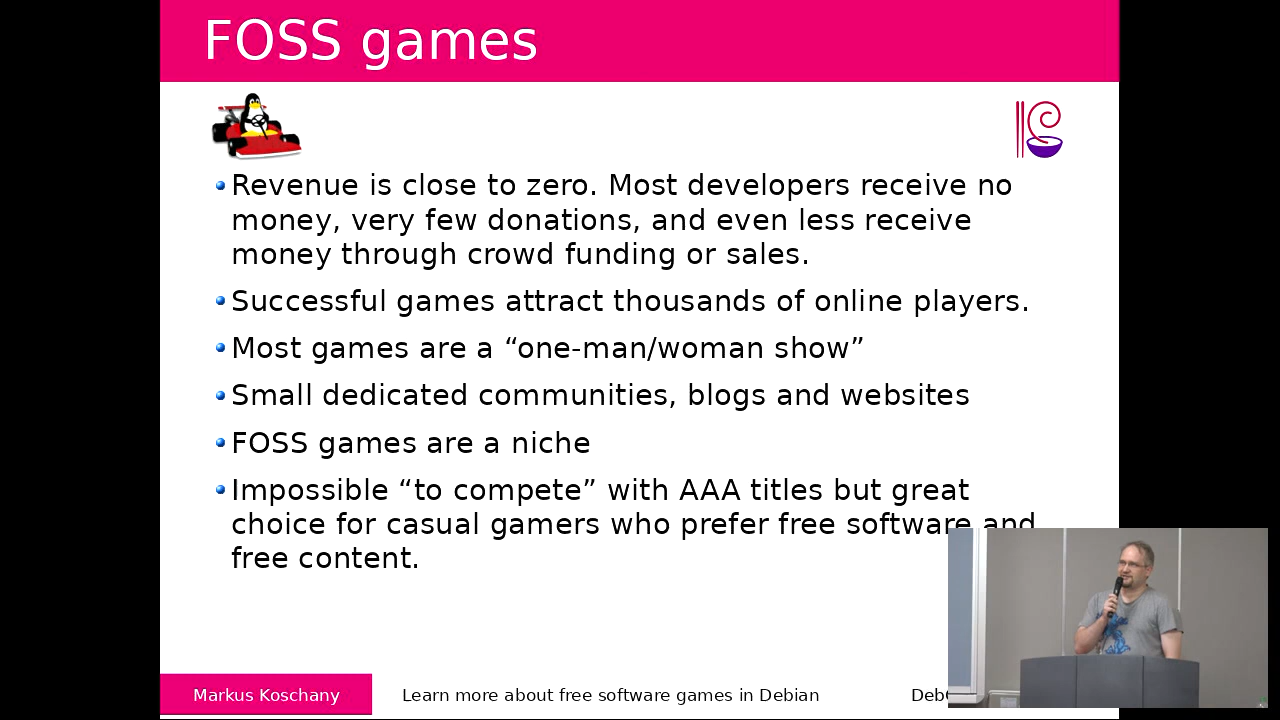 FOSS games
Revenue is close to zero. Most developers receive no
money, very few donations, and even less receive
money through crowd funding or sales.
Successful games attract thousands of online players.
Most games are a “one-man/woman show”
Small dedicated communities, blogs and websites
FOSS games are a niche
Impossible “to compete” with AAA titles but great
choice for casual gamers who prefer free software and
free content.
Markus Koschany
Learn more about free software games in Debian